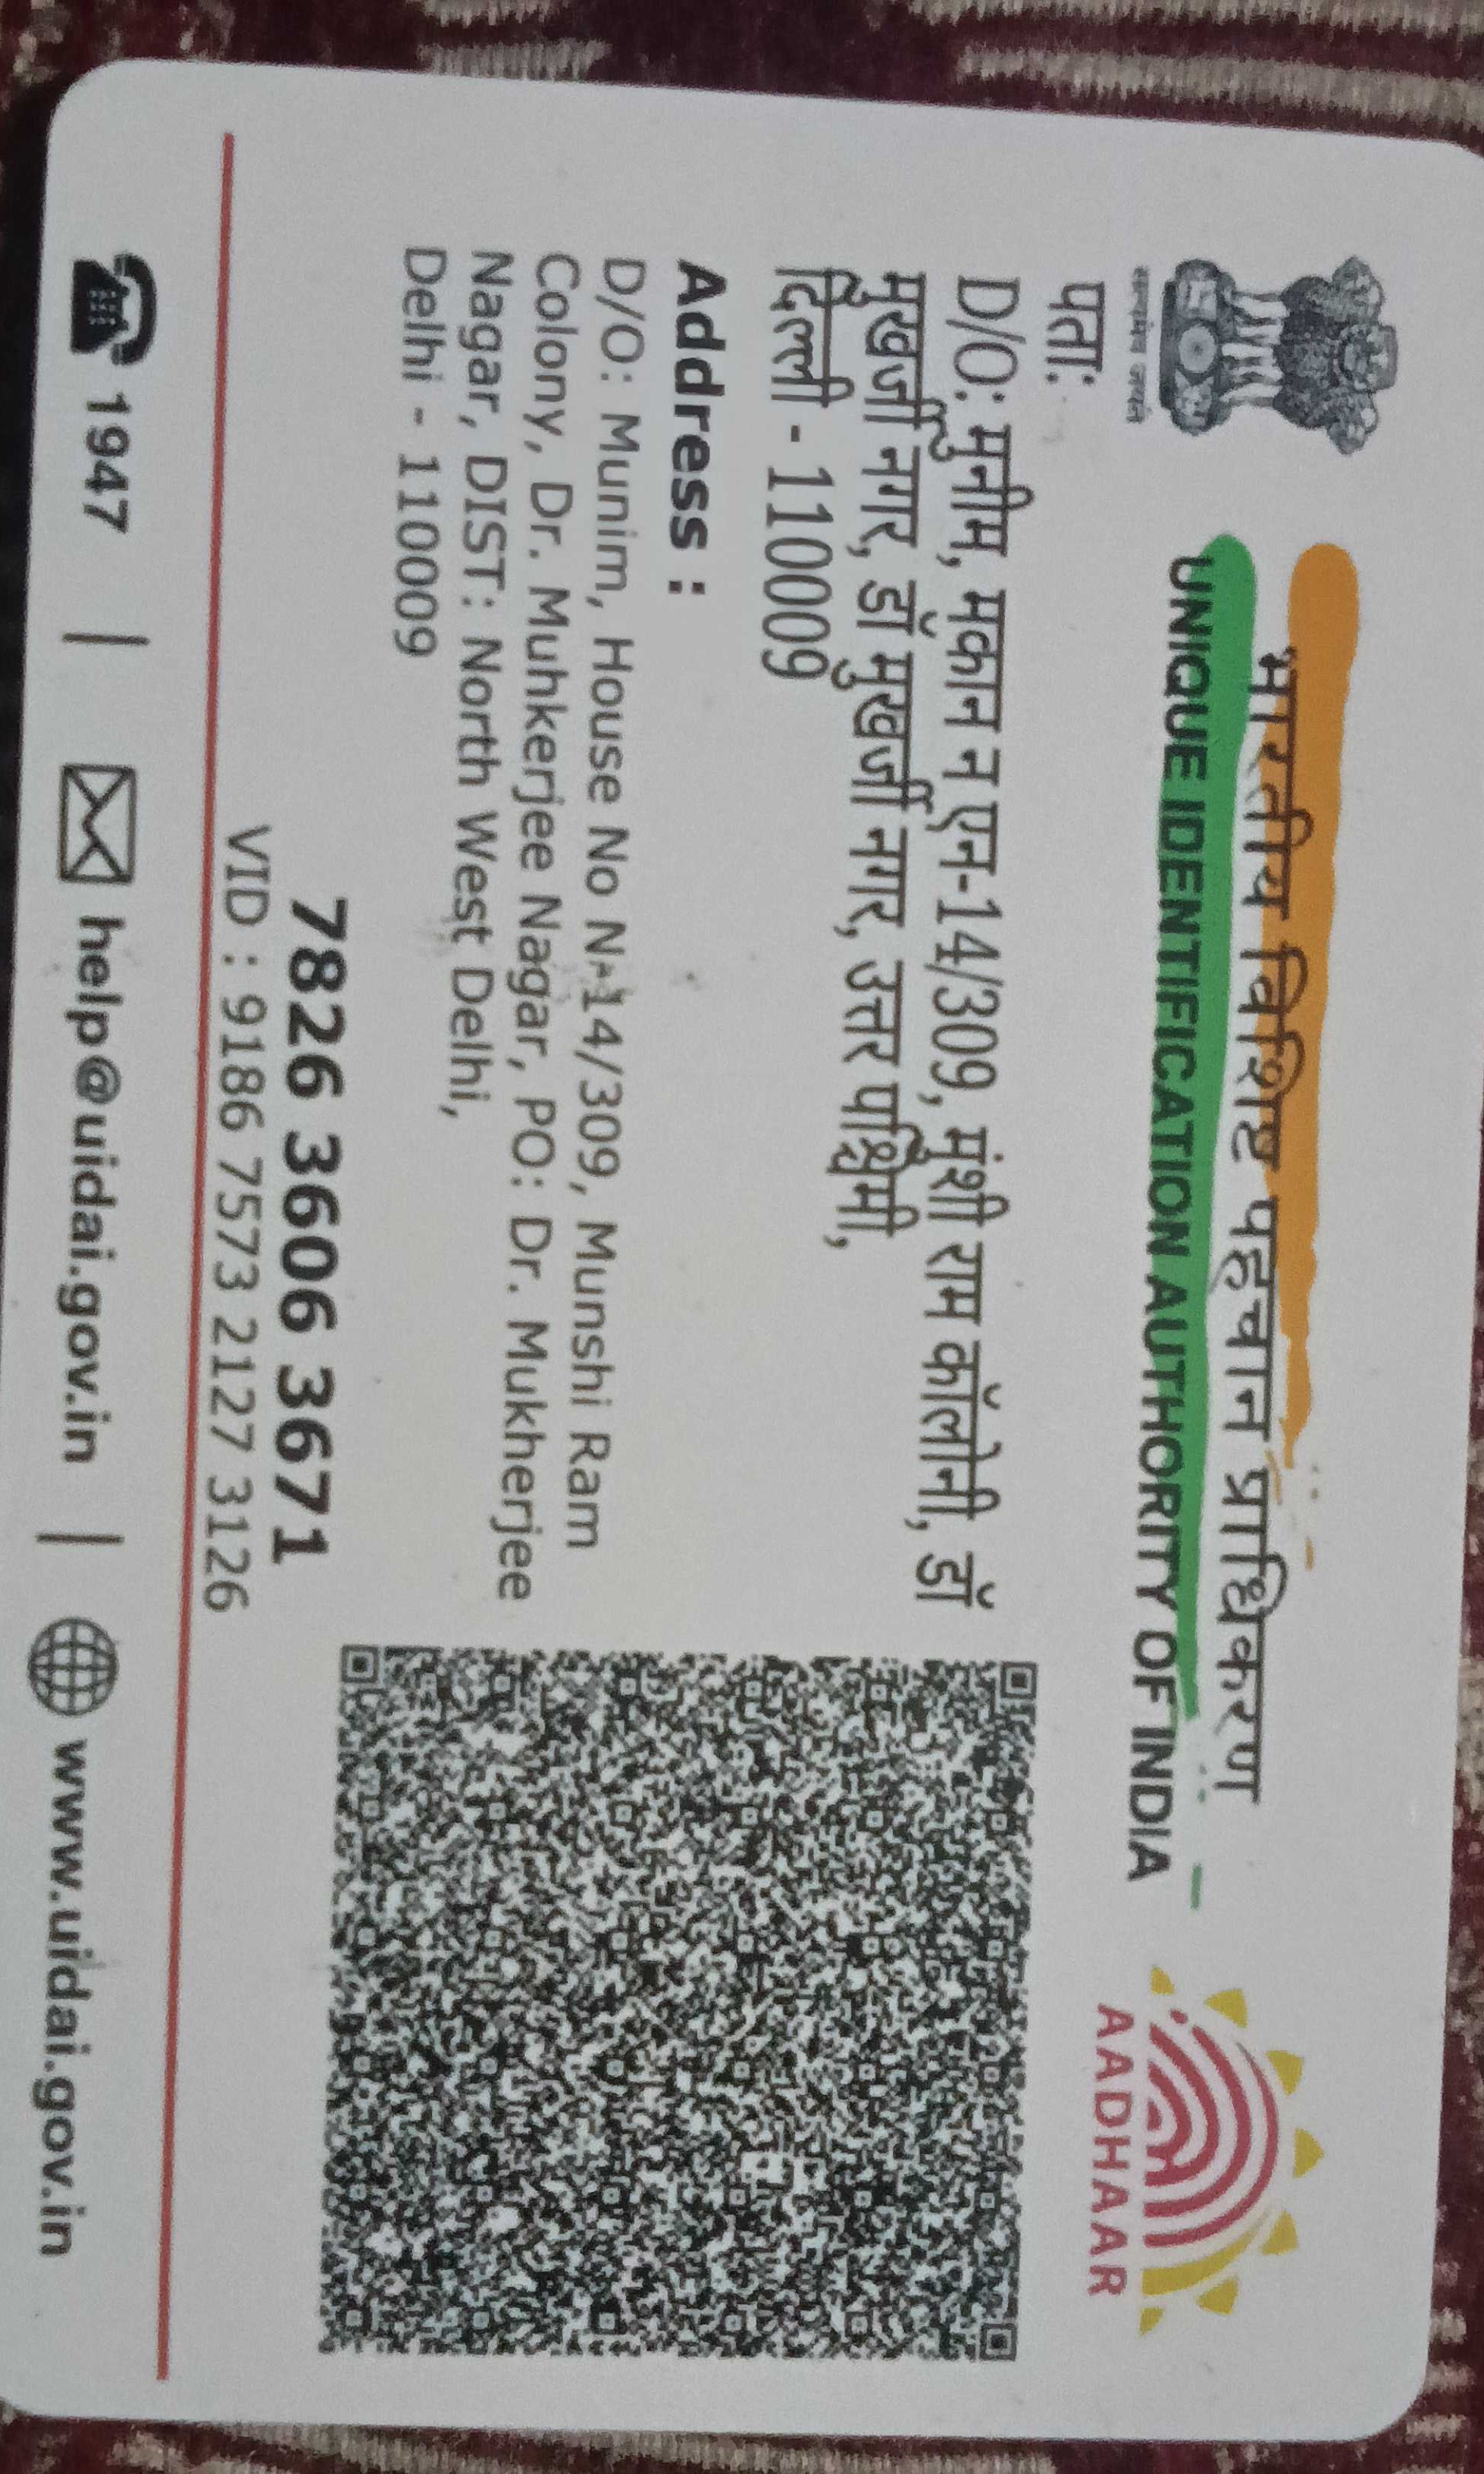 सत्यमेव जयते
भारतीय विशिष्ट पहचान प्राधिकरण
UNIQUE IDENTIFICATION AUTHORITY OF INDIA
AADHAAR
पता:
D/O: मुनीम, मकान न एन-14/309, मुंशी राम कॉलोनी, डॉ
मुखर्जी नगर, डॉ मुखर्जी नगर, उत्तर पश्चिमी,
दिल्ली - 110009
Address :
D/O: Munim, House No N-14/309, Munshi Ram
Colony, Dr. Muhkerjee Nagar, PO: Dr. Mukherjee
Nagar, DIST: North West Delhi,
Delhi - 110009
7826 3606 3671
VID : 9186 7573 2127 3126
1947 | help@uidai.gov.in | www.uidai.gov.in